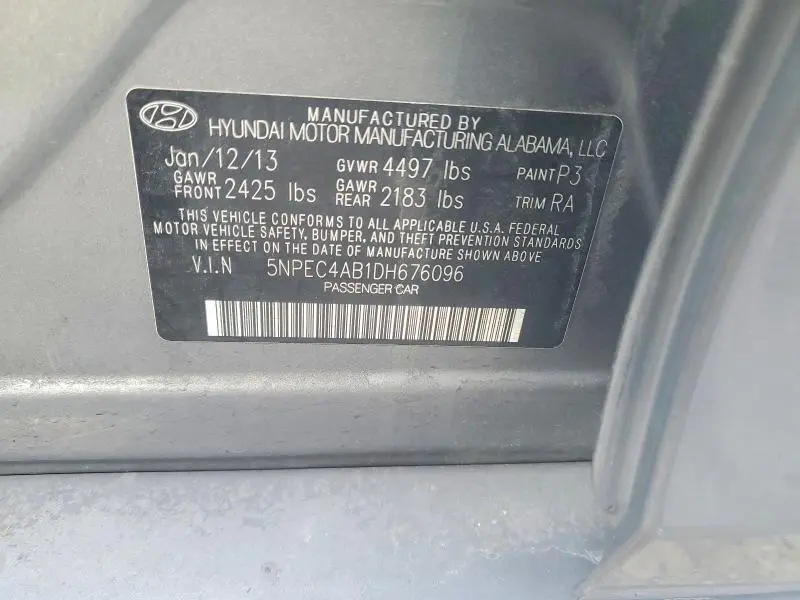 MANUFACTURED BY
HYUNDAI MOTOR MANUFACTURING ALABAMA, LLC
Jan/12/13 GVWR 4497 lbs PAINT P3
GAWR FRONT 2425 lbs GAWR REAR 2183 lbs TRIM RA
THIS VEHICLE CONFORMS TO ALL APPLICABLE U.S.A. FEDERAL
MOTOR VEHICLE SAFETY, BUMPER, AND THEFT PREVENTION STANDARDS
IN EFFECT ON THE DATE OF MANUFACTURE SHOWN ABOVE
V.I.N 5NPEC4AB1DH676096
PASSENGER CAR